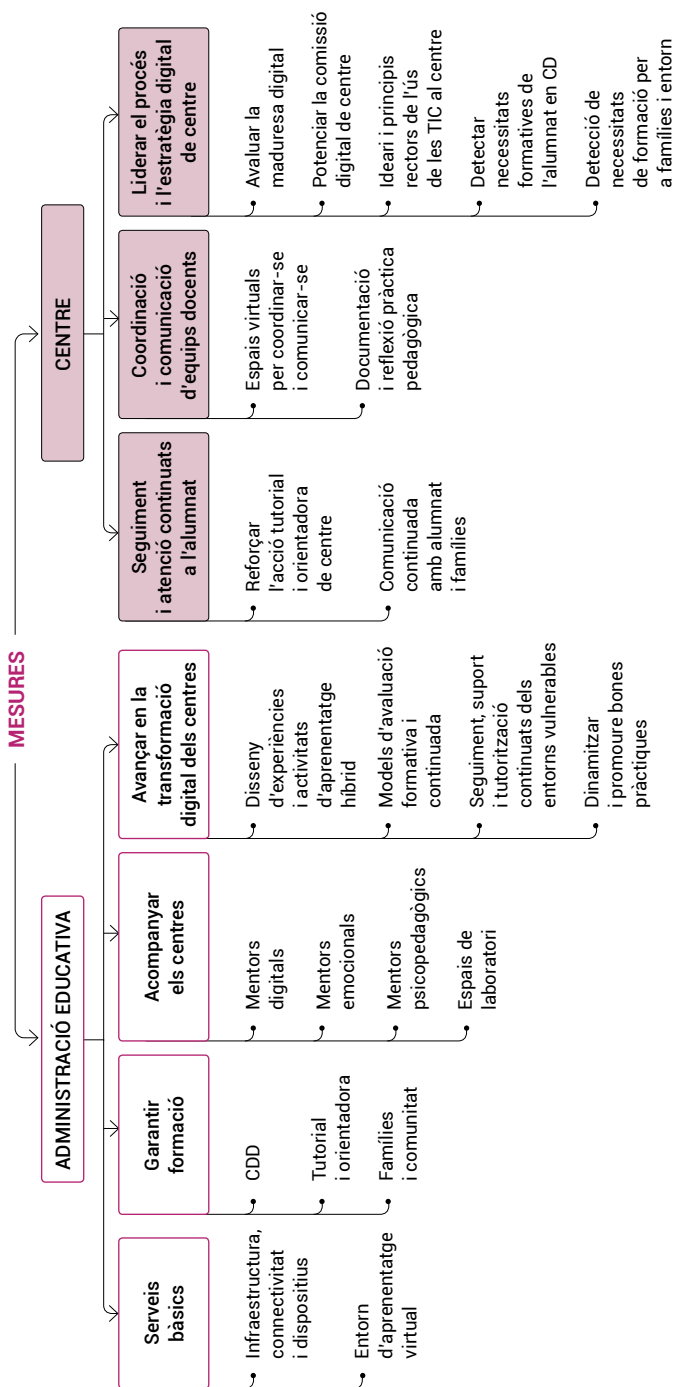 MESURES
ADMINISTRACIÓ EDUCATIVA
Serveis
bàsics
Infraestructura,
connectivitat
i dispositius
Entorn
d'aprenentatge
virtual
Garantir
formació
CDD
Tutorial
i orientadora
Famílies
i comunitat
Acompanyar
els centres
Mentors
digitals
Mentors
emocionals
Mentors
psicopedagògics
Espais de
laboratori
Avançar en la
transformació
digital dels centres
Disseny
d'experiències
i activitats
d'aprenentatge
híbrid
Models d'avaluació
formativa i
continuada
Seguiment, suport
i tutorització
continuats dels
entorns vulnerables
Dinamitzar
i promoure bones
pràctiques
CENTRE
Seguiment
i atenció continuats
a l'alumnat
Reforçar
l'acció tutorial
i orientadora
de centre
Comunicació
continuada
amb alumnat
i famílies
Coordinació
i comunicació
d'equips docents
Espais virtuals
per coordinar-se
i comunicar-se
Documentació
i reflexió pràctica
pedagògica
Liderar el procés
i l'estratègia digital
de centre
Avaluar la
maduresa digital
Potenciar la comissió
digital de centre
Ideari i principis
rectors de l'ús
de les TIC al centre
Detectar
necessitats
formatives de
l'alumnat en CD
Detecció de
necessitats
de formació per
a famílies i entorn